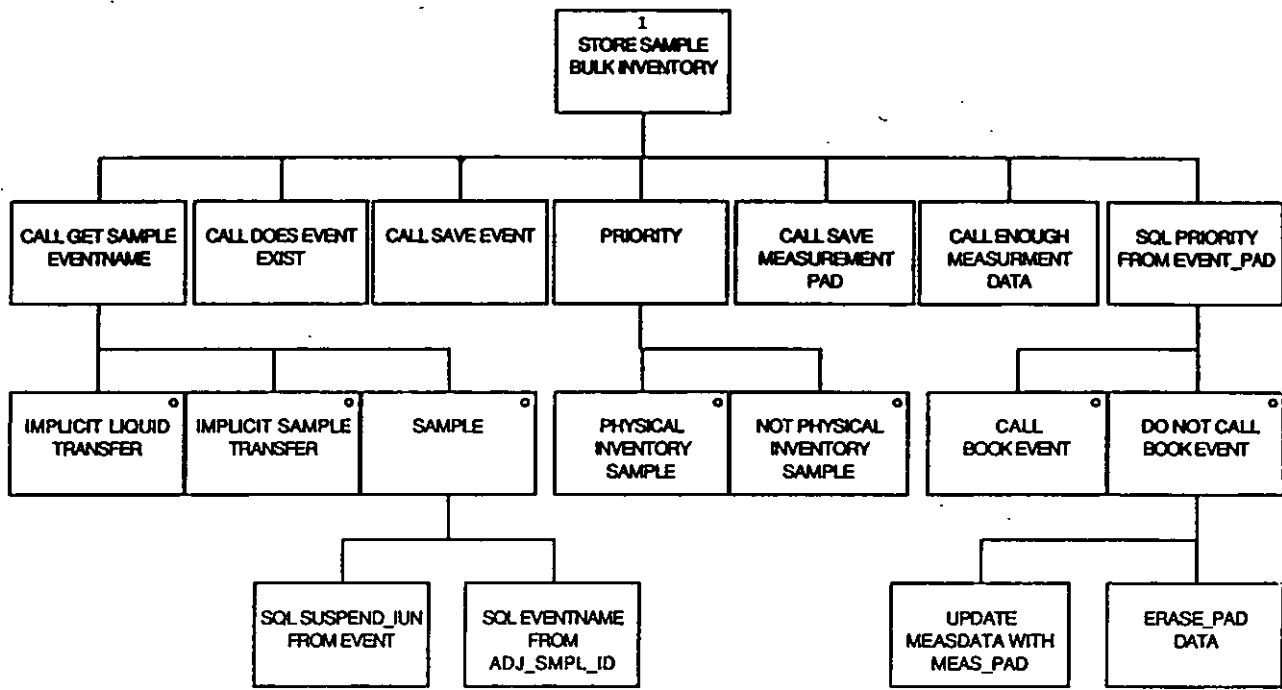 1
STORE SAMPLE
BULK INVENTORY
CALL GET SAMPLE
EVENTNAME
CALL DOES EVENT
EXIST
CALL SAVE EVENT
PRIORITY
CALL SAVE
MEASUREMENT
PAD
CALL ENOUGH
MEASURMENT
DATA
SQL PRIORITY
FROM EVENT_PAD
IMPLICIT LIQUID
TRANSFER
IMPLICIT SAMPLE
TRANSFER
SAMPLE
PHYSICAL
INVENTORY
SAMPLE
NOT PHYSICAL
INVENTORY
SAMPLE
CALL
BOOK EVENT
DO NOT CALL
BOOK EVENT
SQL SUSPEND_IUN
FROM EVENT
SQL EVENTNAME
FROM
ADJ_SMPL_ID
UPDATE
MEASDATA WITH
MEAS_PAD
ERASE_PAD
DATA